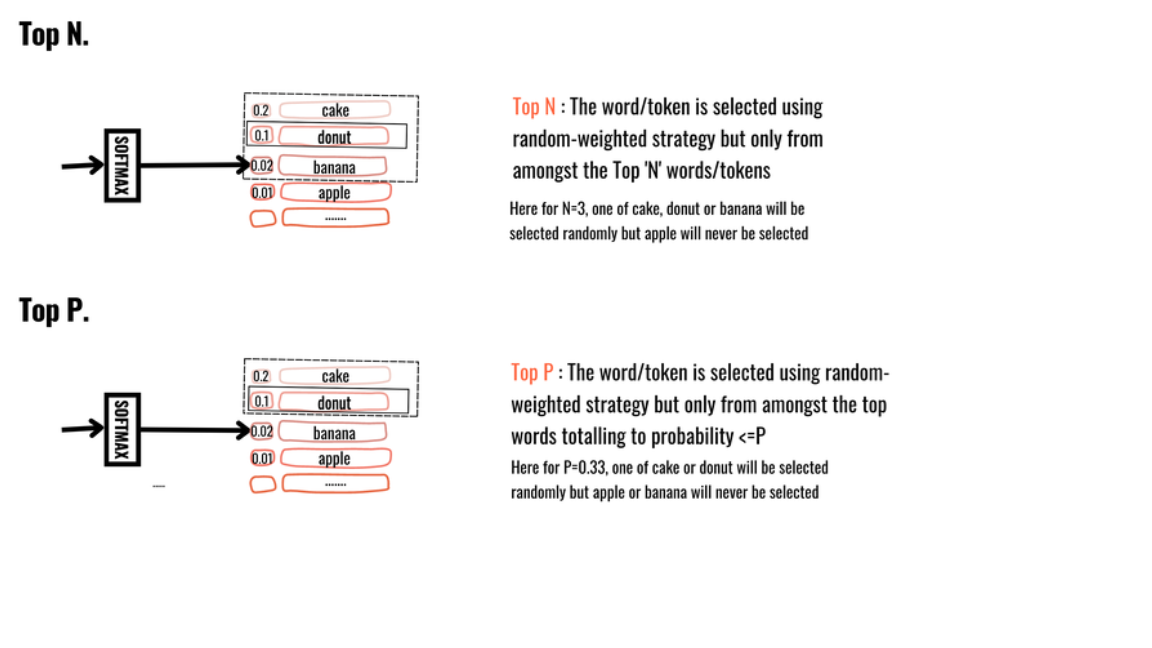 Top N.
SOFTMAX
0.2 cake
0.1 donut
0.02 banana
0.01 apple
.......
Top N : The word/token is selected using
random-weighted strategy but only from
amongst the Top 'N' words/tokens
Here for N=3, one of cake, donut or banana will be
selected randomly but apple will never be selected
Top P.
SOFTMAX
0.2 cake
0.1 donut
0.02 banana
0.01 apple
.......
Top P : The word/token is selected using random-
weighted strategy but only from amongst the top
words totalling to probability <=P
Here for P=0.33, one of cake or donut will be selected
randomly but apple or banana will never be selected